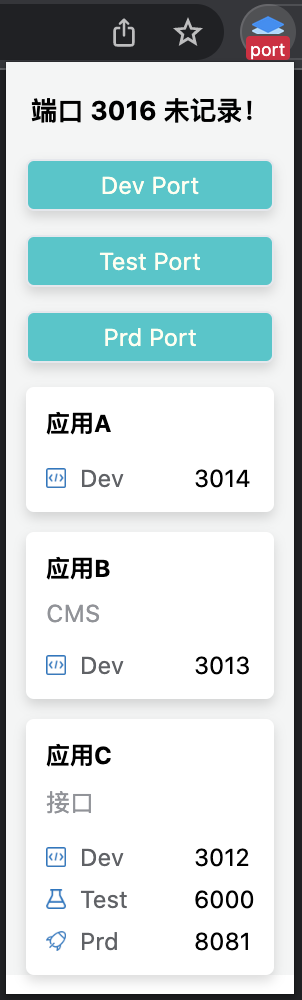 port
端口 3016 未记录！
Dev Port
Test Port
Prd Port
应用A
Dev 3014
应用B
CMS
Dev 3013
应用C
接口
Dev 3012
Test 6000
Prd 8081